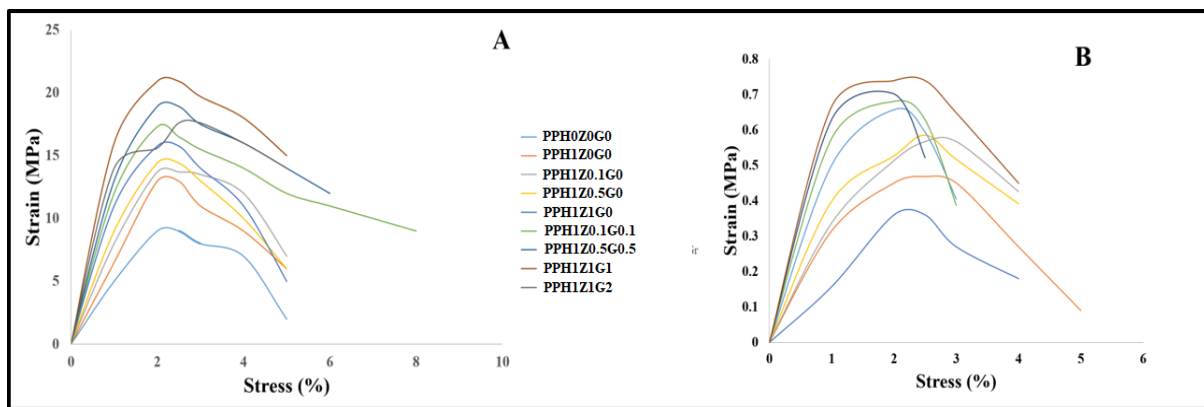 A
Strain (MPa)
25
20
15
10
5
0
0 2 4 6 8 10
Stress (%)
PPH0Z0G0
PPH1Z0G0
PPH1Z0.1G0
PPH1Z0.5G0
PPH1Z1G0
PPH1Z0.1G0.1
PPH1Z0.5G0.5
PPH1Z1G1
PPH1Z1G2
B
Strain (MPa)
0.8
0.7
0.6
0.5
0.4
0.3
0.2
0.1
0
0 1 2 3 4 5 6
Stress (%)